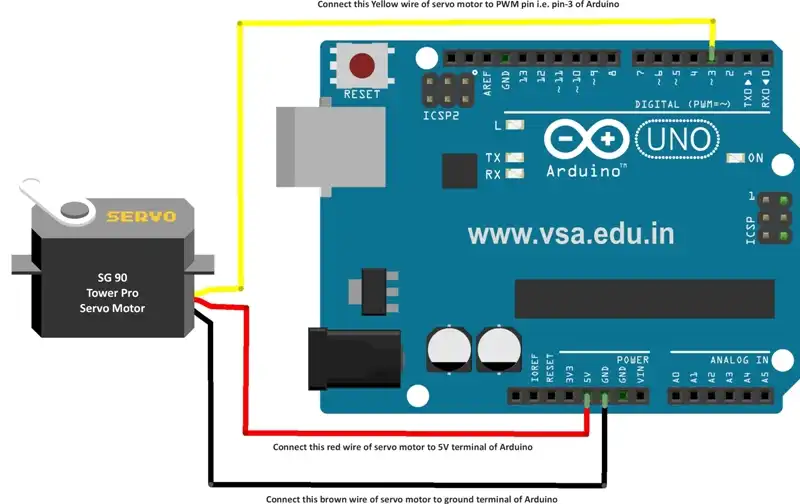 Connect this Yellow wire of servo motor to PWM pin i.e. pin-3 of Arduino
RESET
ICSP2
AREF
GND
13
12
~11
~10
~9
8
7
~6
~5
4
~3
2
TX0▶1
RX0◀0
DIGITAL (PWM=~)
L
TX
RX
Arduino™
UNO
ON
1
ICSP
www.vsa.edu.in
SERVO
SG 90
Tower Pro
Servo Motor
POWER
ANALOG IN
IOREF
RESET
3V3
5V
GND
GND
VIN
A0
A1
A2
A3
A4
A5
Connect this red wire of servo motor to 5V terminal of Arduino
Connect this brown wire of servo motor to ground terminal of Arduino